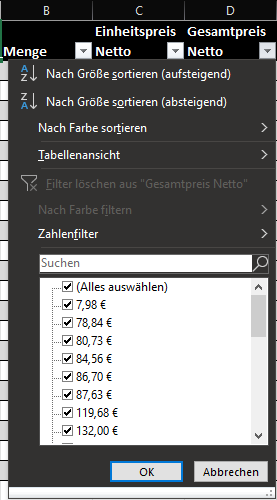 B C D
Einheitspreis Gesamtpreis
Menge Netto Netto
Nach Größe sortieren (aufsteigend)
Nach Größe sortieren (absteigend)
Nach Farbe sortieren
Tabellenansicht
Filter löschen aus "Gesamtpreis Netto"
Nach Farbe filtern
Zahlenfilter
Suchen
(Alles auswählen)
7,98 €
78,84 €
80,73 €
84,56 €
86,70 €
87,63 €
119,68 €
132,00 €
OK Abbrechen